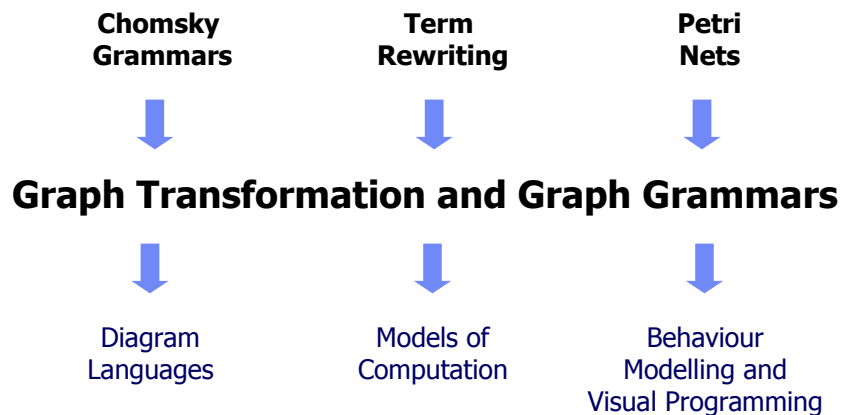 Chomsky
Grammars
Term
Rewriting
Petri
Nets
Graph Transformation and Graph Grammars
Diagram
Languages
Models of
Computation
Behaviour
Modelling and
Visual Programming